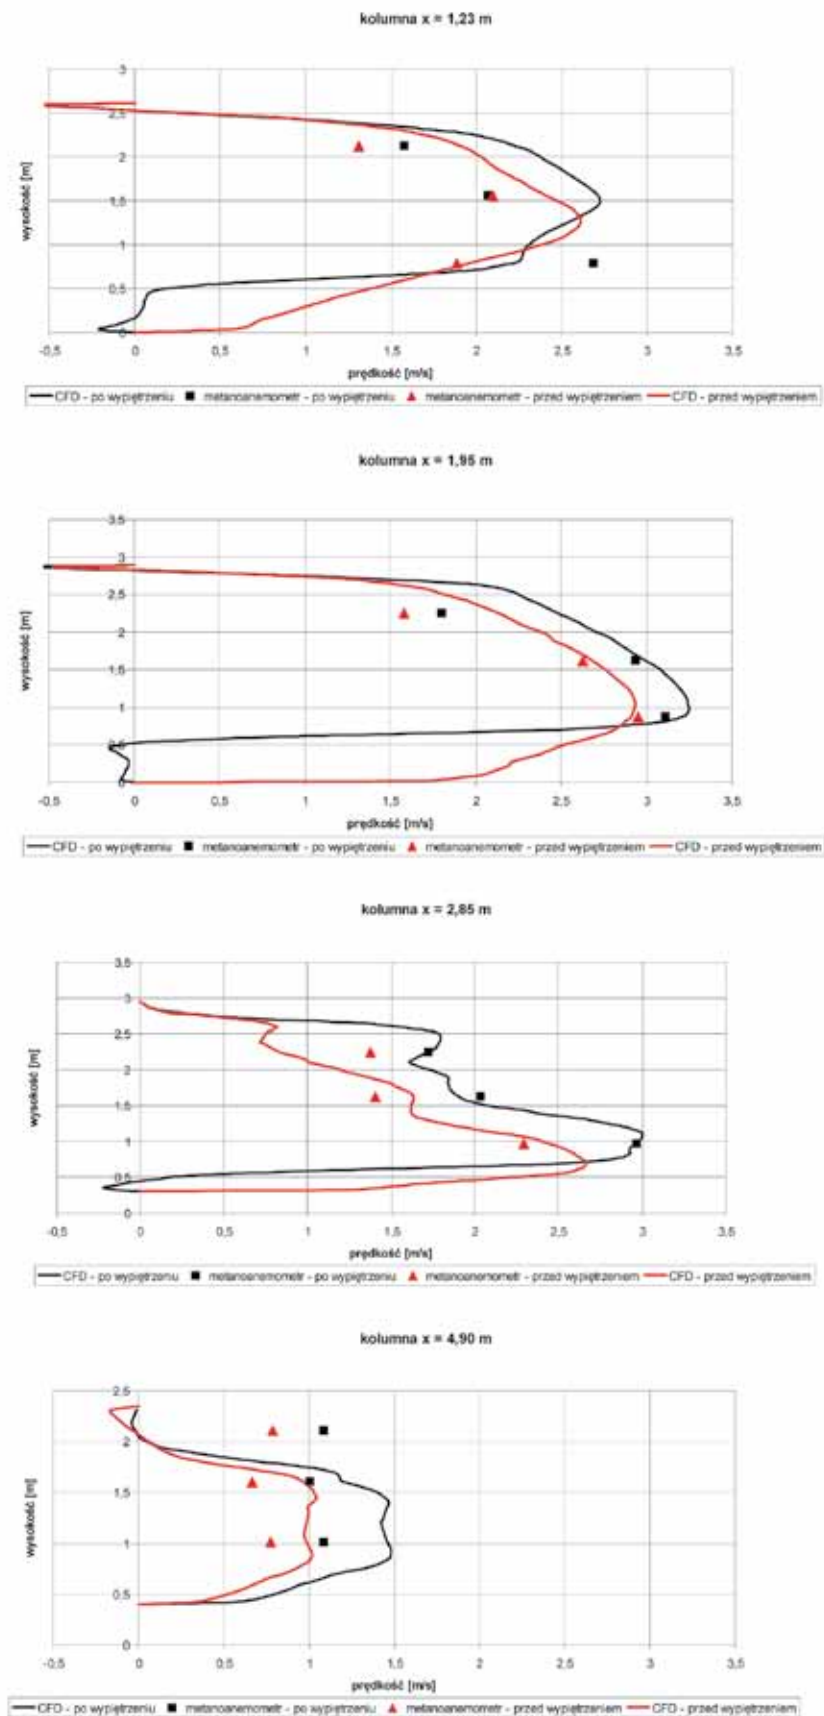 kolumna x = 1,23 m
wysokość [m]
3
2,5
2
1,5
1
0,5
0
-0,5 0 0,5 1 1,5 2 2,5 3 3,5
prędkość [m/s]
CFD - po wypiętrzeniu metanoanemometr - po wypiętrzeniu metanoanemometr - przed wypiętrzeniem CFD - przed wypiętrzeniem
kolumna x = 1,95 m
wysokość [m]
3,5
3
2,5
2
1,5
1
0,5
0
-0,5 0 0,5 1 1,5 2 2,5 3 3,5
prędkość [m/s]
CFD - po wypiętrzeniu metanoanemometr - po wypiętrzeniu metanoanemometr - przed wypiętrzeniem CFD - przed wypiętrzeniem
kolumna x = 2,85 m
wysokość [m]
3,5
3
2,5
2
1,5
1
0,5
0
-0,5 0 0,5 1 1,5 2 2,5 3 3,5
prędkość [m/s]
CFD - po wypiętrzeniu metanoanemometr - po wypiętrzeniu metanoanemometr - przed wypiętrzeniem CFD - przed wypiętrzeniem
kolumna x = 4,90 m
wysokość [m]
2,5
2
1,5
1
0,5
0
-0,5 0 0,5 1 1,5 2 2,5 3 3,5
prędkość [m/s]
CFD - po wypiętrzeniu metanoanemometr - po wypiętrzeniu metanoanemometr - przed wypiętrzeniem CFD - przed wypiętrzeniem